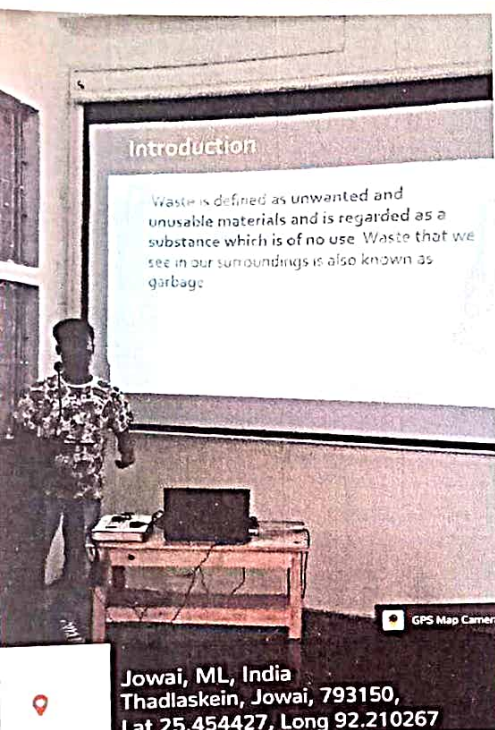 Introduction
Waste is defined as unwanted and
unusable materials and is regarded as a
substance which is of no use. Waste that we
see in our surroundings is also known as
garbage
GPS Map Camer
Jowai, ML, India
Thadlaskein, Jowai, 793150,
Lat 25.454427, Long 92.210267